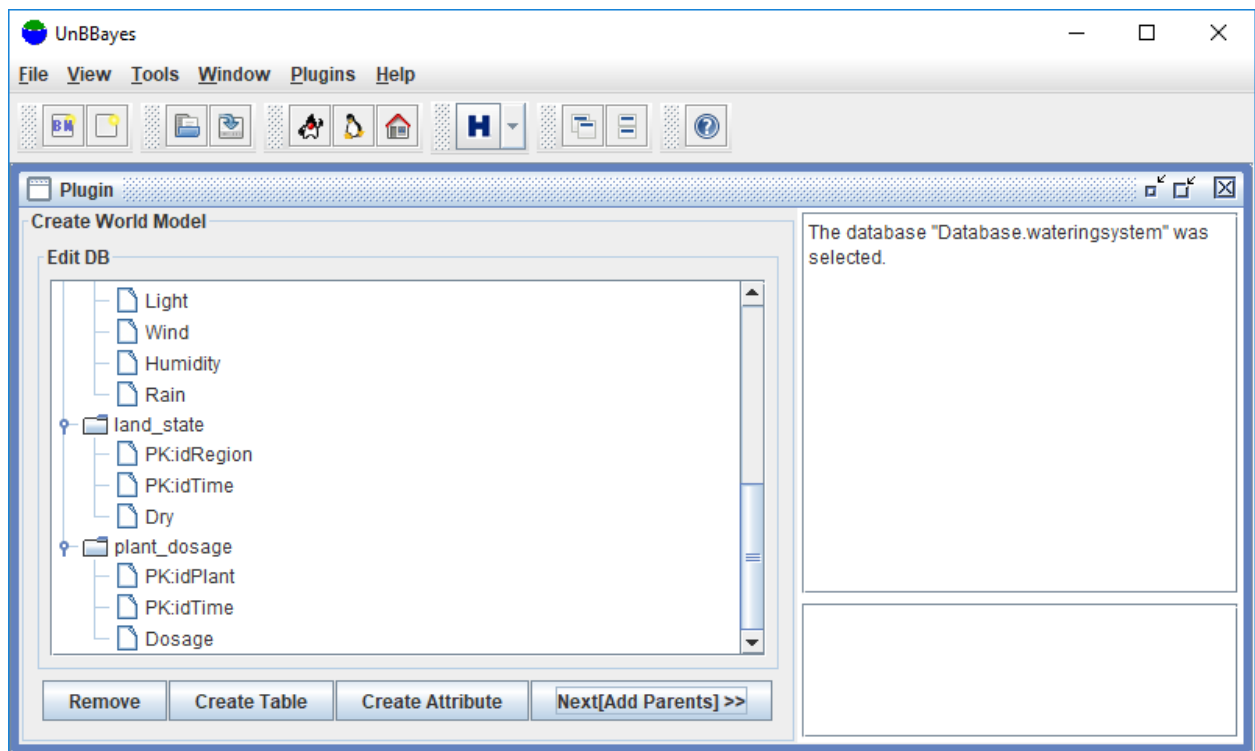 UnBBayes
File View Tools Window Plugins Help
BN
H
Plugin
Create World Model
Edit DB
Light
Wind
Humidity
Rain
land_state
PK:idRegion
PK:idTime
Dry
plant_dosage
PK:idPlant
PK:idTime
Dosage
Remove Create Table Create Attribute Next[Add Parents] >>
The database "Database.wateringsystem" was
selected.